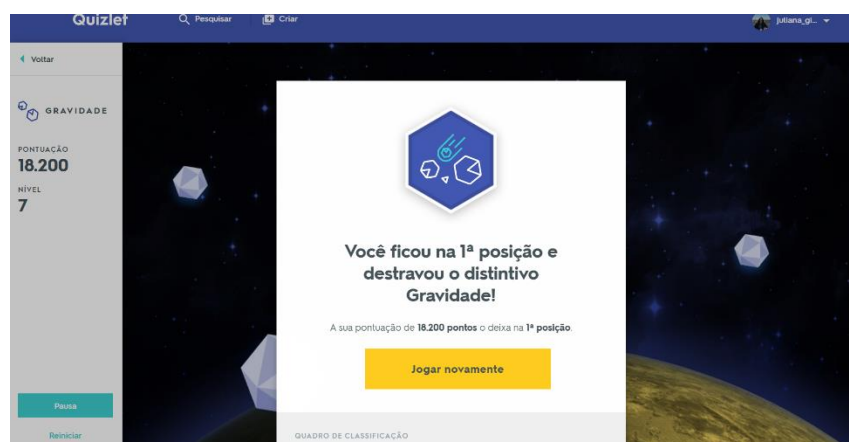 Quizlet
Pesquisar
Criar
juliana_gi...
Voltar
GRAVIDADE
PONTUAÇÃO
18.200
NÍVEL
7
Você ficou na 1ª posição e
destravou o distintivo
Gravidade!
A sua pontuação de 18.200 pontos o deixa na 1ª posição.
Jogar novamente
Pausa
Reiniciar
QUADRO DE CLASSIFICAÇÃO